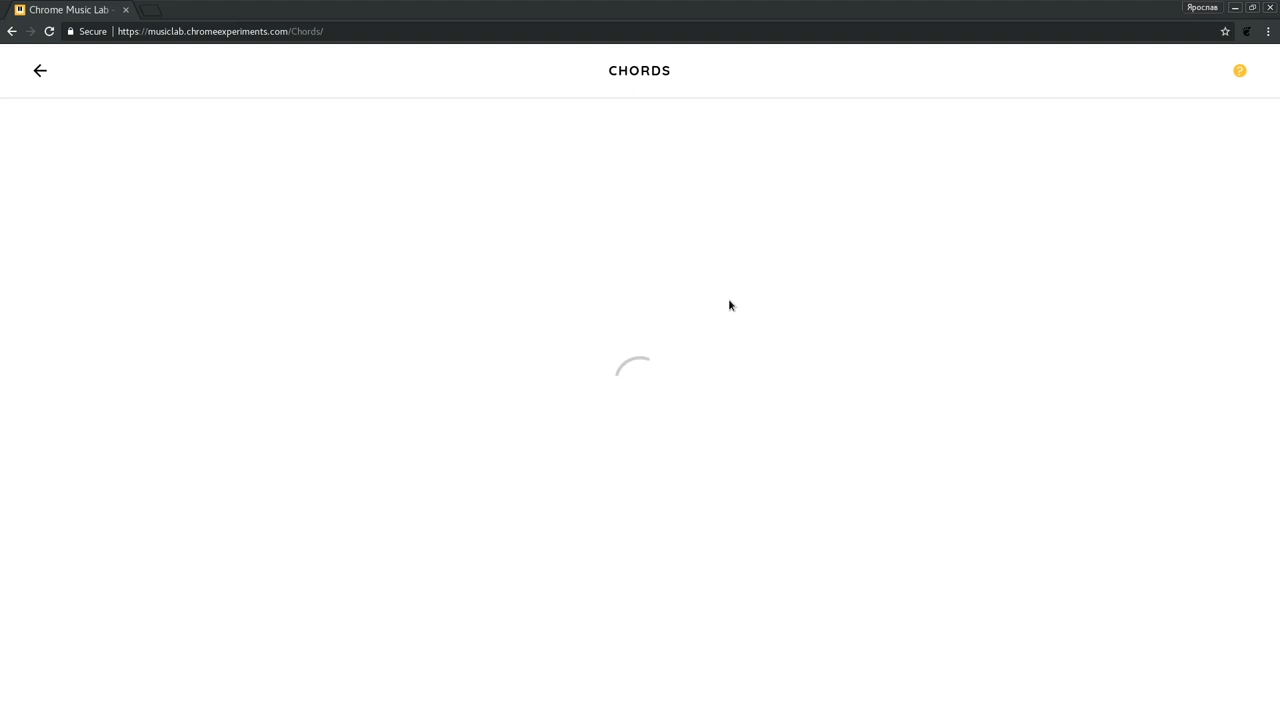 Chrome Music Lab -
Ярослав
Secure
https://musiclab.chromeexperiments.com/Chords/
CHORDS
?